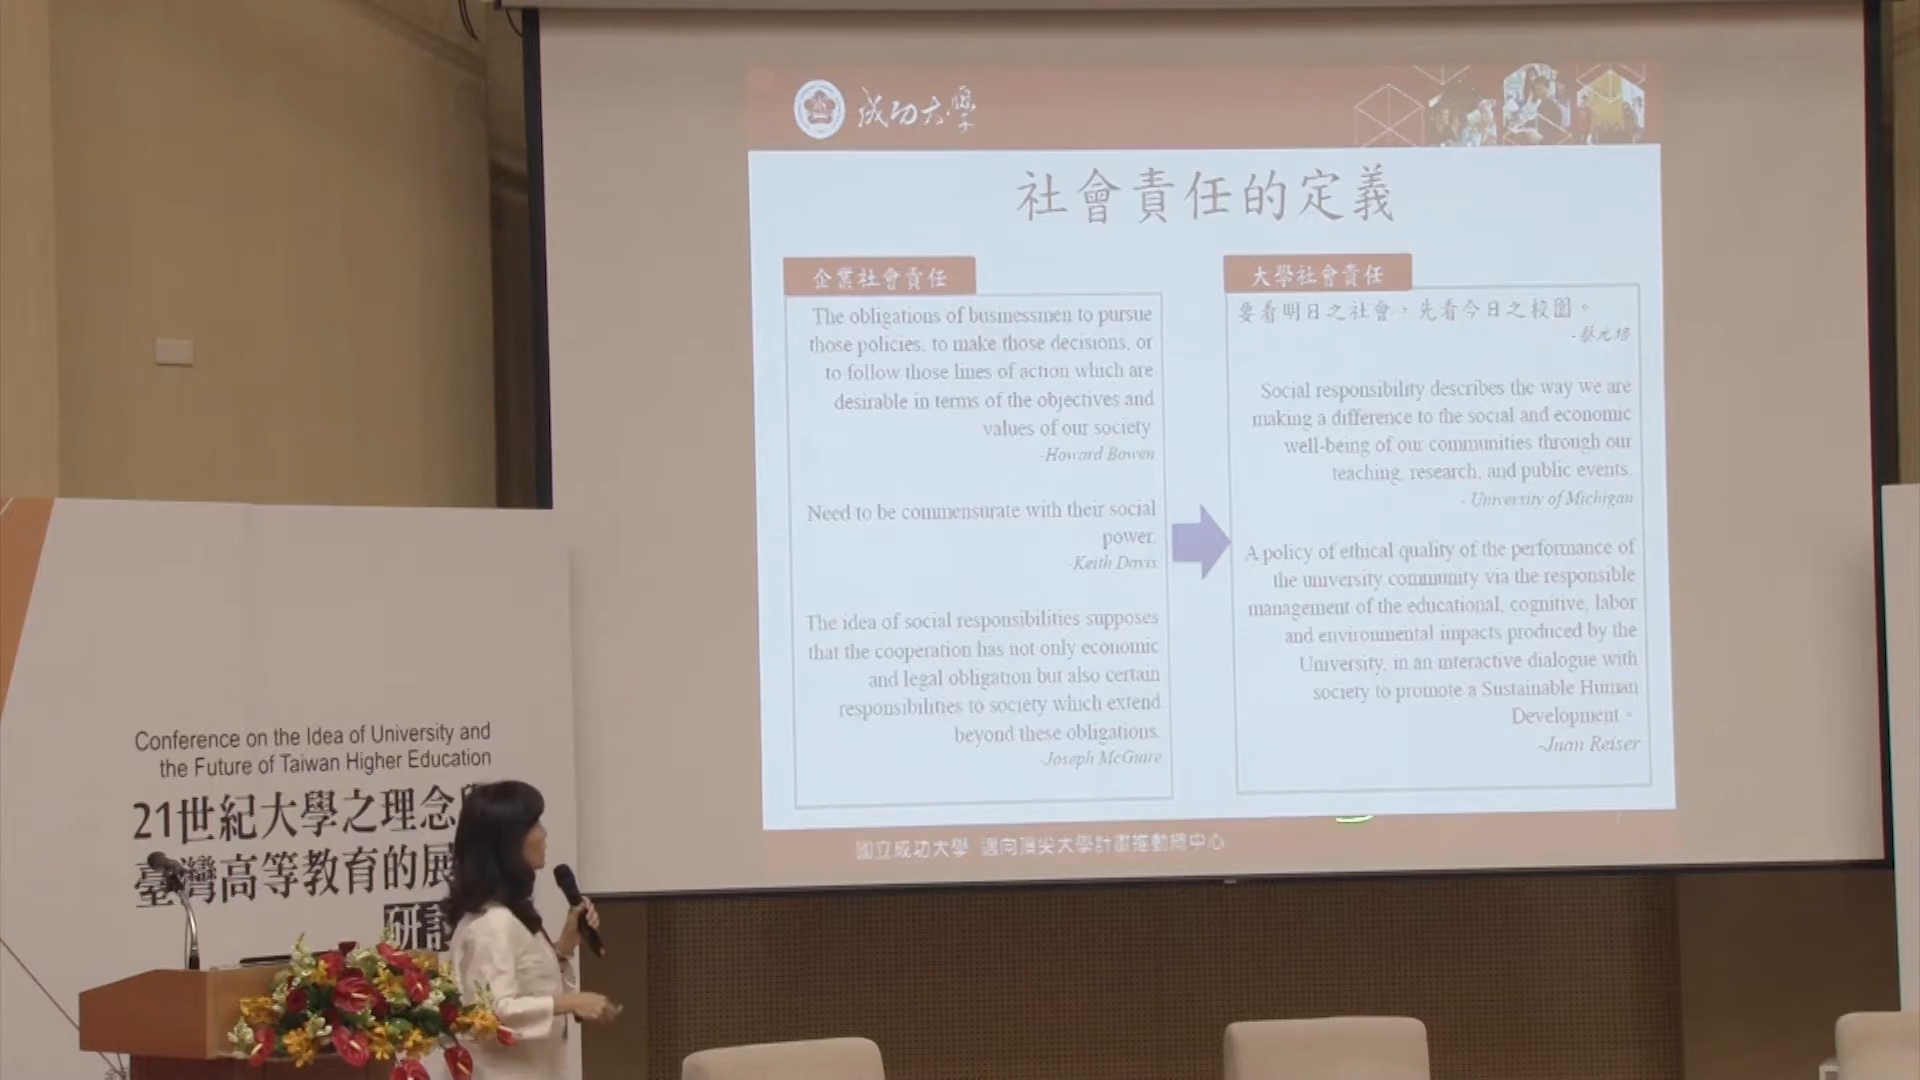 成功大學
社會責任的定義
企業社會責任
The obligations of businessmen to pursue
those policies, to make those decisions, or
to follow those lines of action which are
desirable in terms of the objectives and
values of our society
-Howard Bowen
Need to be commensurate with their social
power.
-Keith Davis
The idea of social responsibilities supposes
that the cooperation has not only economic
and legal obligation but also certain
responsibilities to society which extend
beyond these obligations.
-Joseph McGuire
大學社會責任
要看明日之社會，先看今日之校園。
-蔡元培
Social responsibility describes the way we are
making a difference to the social and economic
well-being of our communities through our
teaching, research, and public events.
- University of Michigan
A policy of ethical quality of the performance of
the university community via the responsible
management of the educational, cognitive, labor
and environmental impacts produced by the
University, in an interactive dialogue with
society to promote a Sustainable Human
Development。
-Juan Reiser
國立成功大學 邁向頂尖大學計畫推動總中心
Conference on the Idea of University and
the Future of Taiwan Higher Education
21世紀大學之理念
臺灣高等教育的展
研討